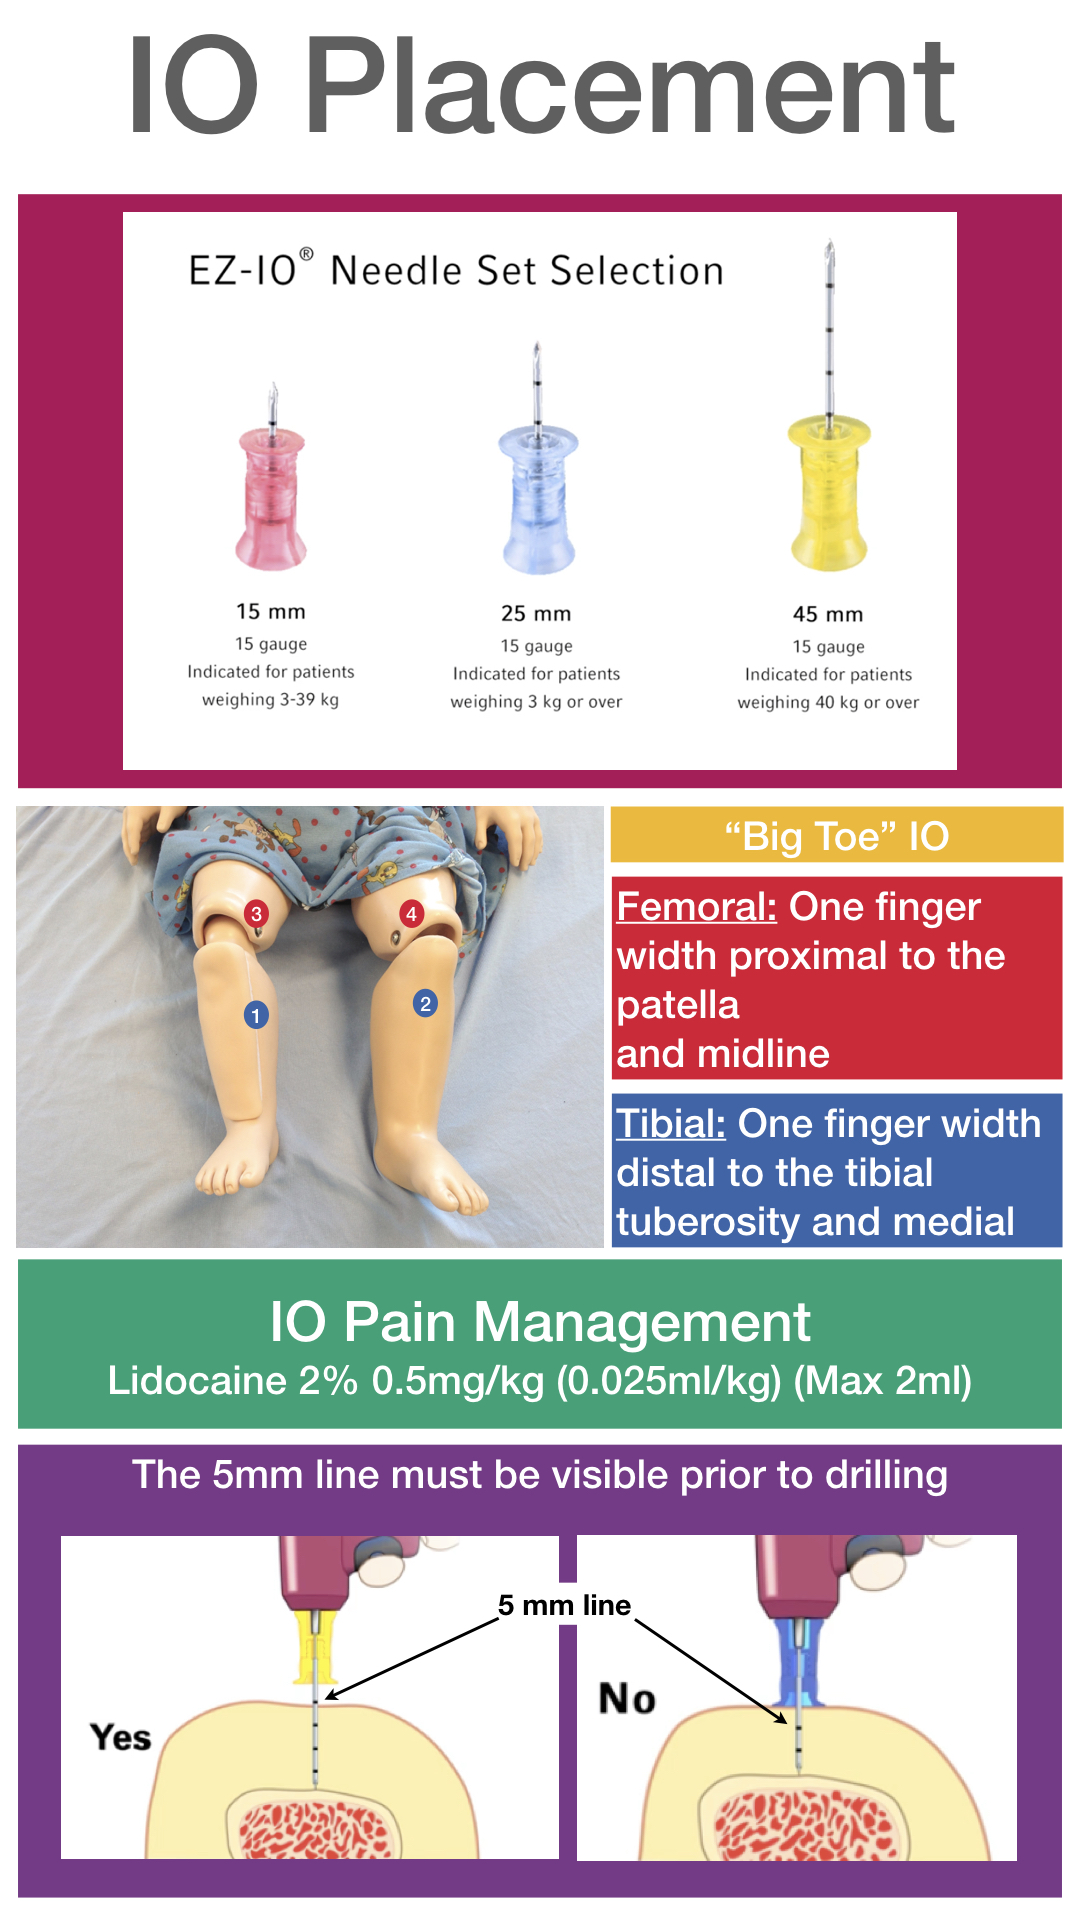 IO Placement
EZ-IO® Needle Set Selection
15 mm
15 gauge
Indicated for patients
weighing 3-39 kg
25 mm
15 gauge
Indicated for patients
weighing 3 kg or over
45 mm
15 gauge
Indicated for patients
weighing 40 kg or over
3
4
1
2
“Big Toe” IO
Femoral: One finger
width proximal to the
patella
and midline
Tibial: One finger width
distal to the tibial
tuberosity and medial
IO Pain Management
Lidocaine 2% 0.5mg/kg (0.025ml/kg) (Max 2ml)
The 5mm line must be visible prior to drilling
5 mm line
Yes
No